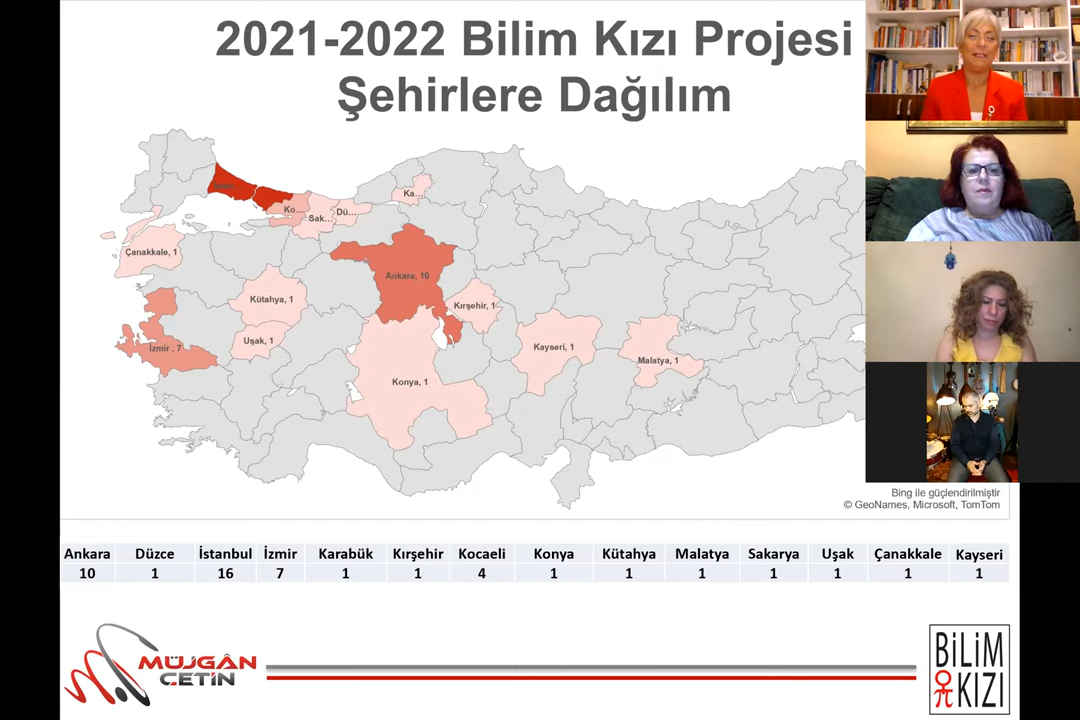 2021-2022 Bilim Kızı Projesi
Şehirlere Dağılım
Ka...
Ko...
Sak...
Dü...
Çanakkale, 1
Ankara, 10
Kütahya, 1
Kırşehir, 1
Uşak, 1
İzmir , 7
Kayseri, 1
Malatya, 1
Konya, 1
Bing ile güçlendirilmiştir
© GeoNames, Microsoft, TomTom
Ankara Düzce İstanbul İzmir Karabük Kırşehir Kocaeli Konya Kütahya Malatya Sakarya Uşak Çanakkale Kayseri
10 1 16 7 1 1 4 1 1 1 1 1 1 1
MÜJGÂN
ÇETİN
BİLİM
KIZI